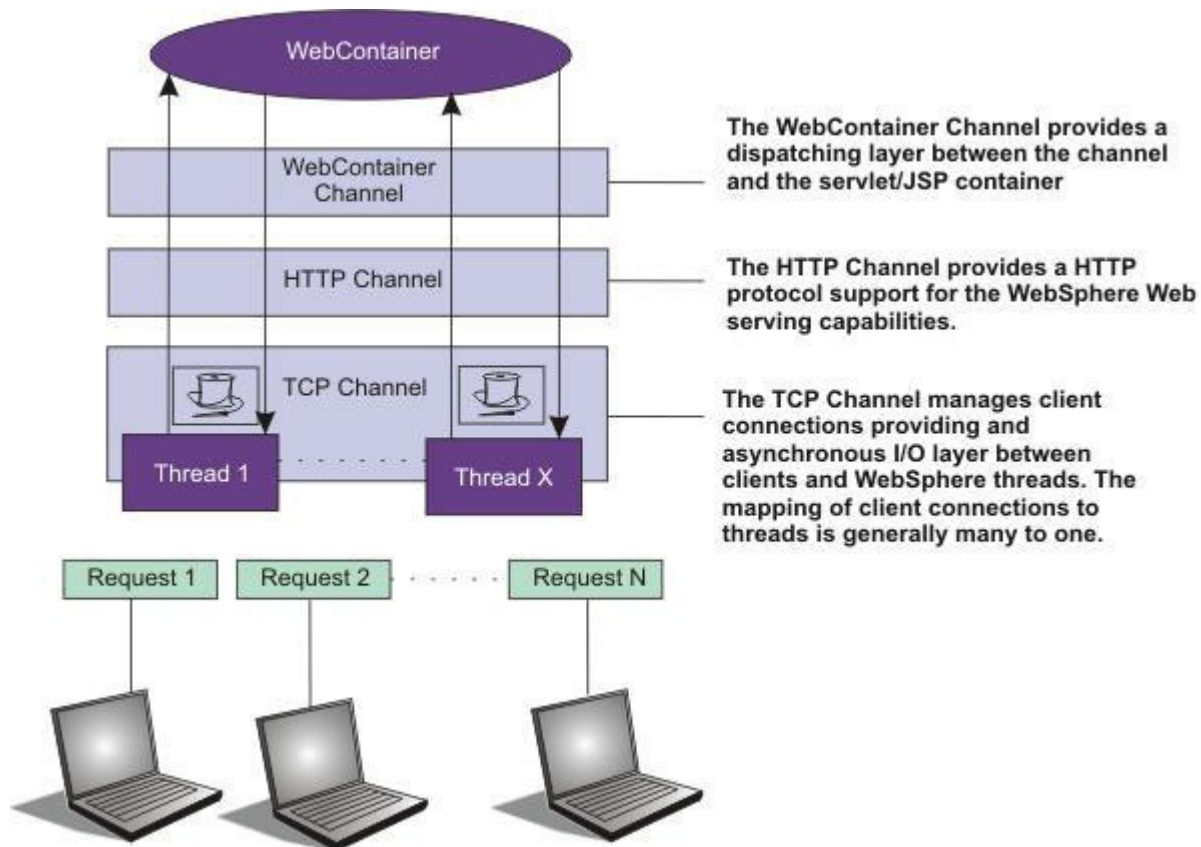 WebContainer
WebContainer
Channel
The WebContainer Channel provides a
dispatching layer between the channel
and the servlet/JSP container
HTTP Channel
The HTTP Channel provides a HTTP
protocol support for the WebSphere Web
serving capabilities.
TCP Channel
The TCP Channel manages client
connections providing and
asynchronous I/O layer between
clients and WebSphere threads. The
mapping of client connections to
threads is generally many to one.
Thread 1
Thread X
Request 1
Request 2
Request N